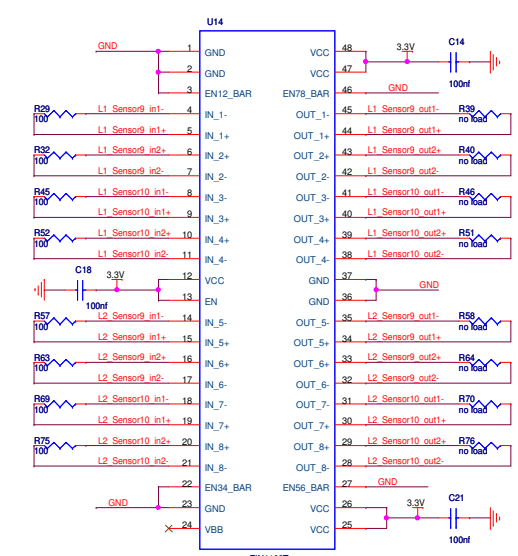 U14
GND 1 GND VCC 48 3.3V C14
2 GND VCC 47 100nf
3 EN12_BAR EN78_BAR 46 GND
R29 100 L1_Sensor9_in1- 4 IN_1- OUT_1- 45 L1_Sensor9_out1- R39 no load
L1_Sensor9_in1+ 5 IN_1+ OUT_1+ 44 L1_Sensor9_out1+
R32 100 L1_Sensor9_in2+ 6 IN_2+ OUT_2+ 43 L1_Sensor9_out2+ R40 no load
L1_Sensor9_in2- 7 IN_2- OUT_2- 42 L1_Sensor9_out2-
R45 100 L1_Sensor10_in1- 8 IN_3- OUT_3- 41 L1_Sensor10_out1- R46 no load
L1_Sensor10_in1+ 9 IN_3+ OUT_3+ 40 L1_Sensor10_out1+
R52 100 L1_Sensor10_in2+ 10 IN_4+ OUT_4+ 39 L1_Sensor10_out2+ R51 no load
L1_Sensor10_in2- 11 IN_4- OUT_4- 38 L1_Sensor10_out2-
C18 3.3V 12 VCC GND 37 GND
100nf 13 EN GND 36
R57 100 L2_Sensor9_in1- 14 IN_5- OUT_5- 35 L2_Sensor9_out1- R58 no load
L2_Sensor9_in1+ 15 IN_5+ OUT_5+ 34 L2_Sensor9_out1+
R63 100 L2_Sensor9_in2+ 16 IN_6+ OUT_6+ 33 L2_Sensor9_out2+ R64 no load
L2_Sensor9_in2- 17 IN_6- OUT_6- 32 L2_Sensor9_out2-
R69 100 L2_Sensor10_in1- 18 IN_7- OUT_7- 31 L2_Sensor10_out1- R70 no load
L2_Sensor10_in1+ 19 IN_7+ OUT_7+ 30 L2_Sensor10_out1+
R75 100 L2_Sensor10_in2+ 20 IN_8+ OUT_8+ 29 L2_Sensor10_out2+ R76 no load
L2_Sensor10_in2- 21 IN_8- OUT_8- 28 L2_Sensor10_out2-
22 EN34_BAR EN56_BAR 27 GND
GND 23 GND VCC 26 3.3V C21
24 VBB VCC 25 100nf